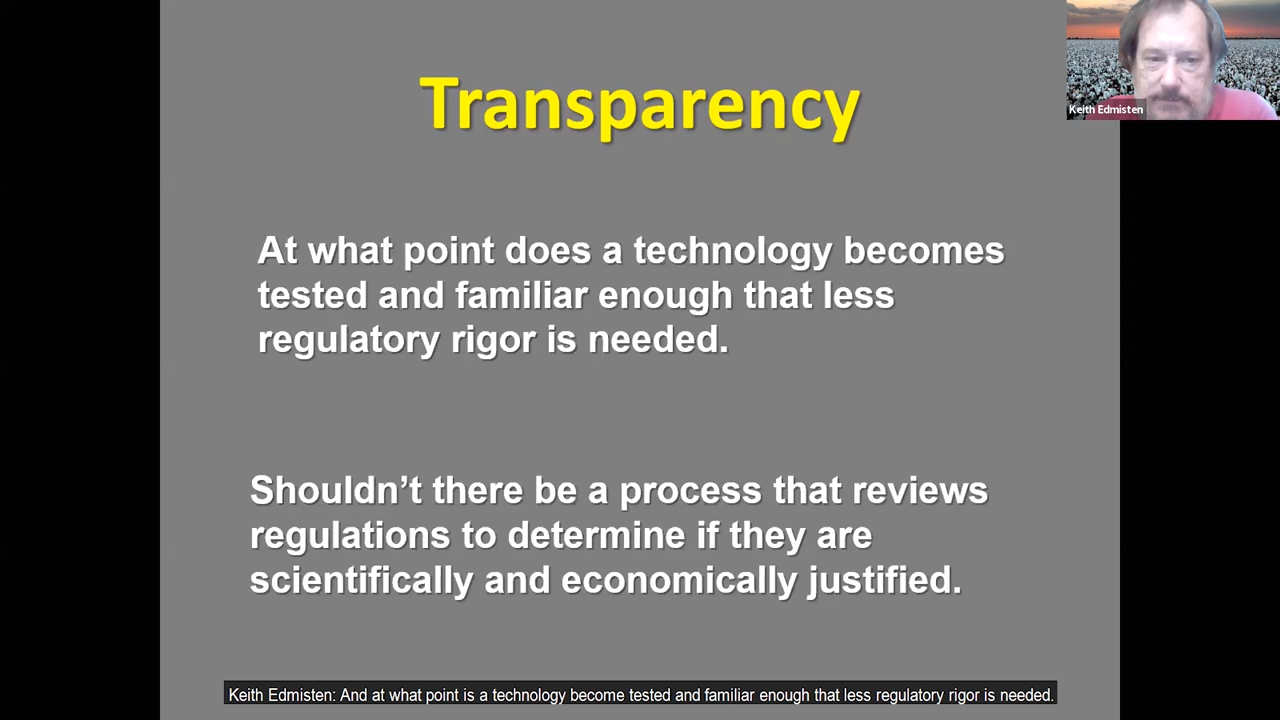 Transparency
Keith Edmisten
At what point does a technology becomes
tested and familiar enough that less
regulatory rigor is needed.
Shouldn’t there be a process that reviews
regulations to determine if they are
scientifically and economically justified.
Keith Edmisten: And at what point is a technology become tested and familiar enough that less regulatory rigor is needed.